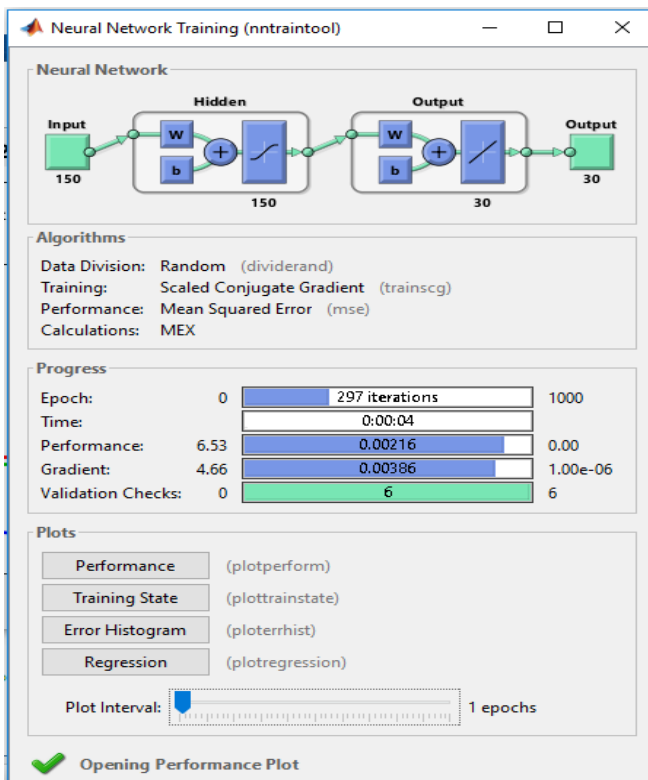 Neural Network Training (nntraintool)
Neural Network
Hidden Output
Input Output
W W
+ +
b b
150 150 30 30
Algorithms
Data Division: Random (dividerand)
Training: Scaled Conjugate Gradient (trainscg)
Performance: Mean Squared Error (mse)
Calculations: MEX
Progress
Epoch: 0 297 iterations 1000
Time: 0:00:04
Performance: 6.53 0.00216 0.00
Gradient: 4.66 0.00386 1.00e-06
Validation Checks: 0 6 6
Plots
Performance (plotperform)
Training State (plottrainstate)
Error Histogram (ploterrhist)
Regression (plotregression)
Plot Interval: 1 epochs
Opening Performance Plot